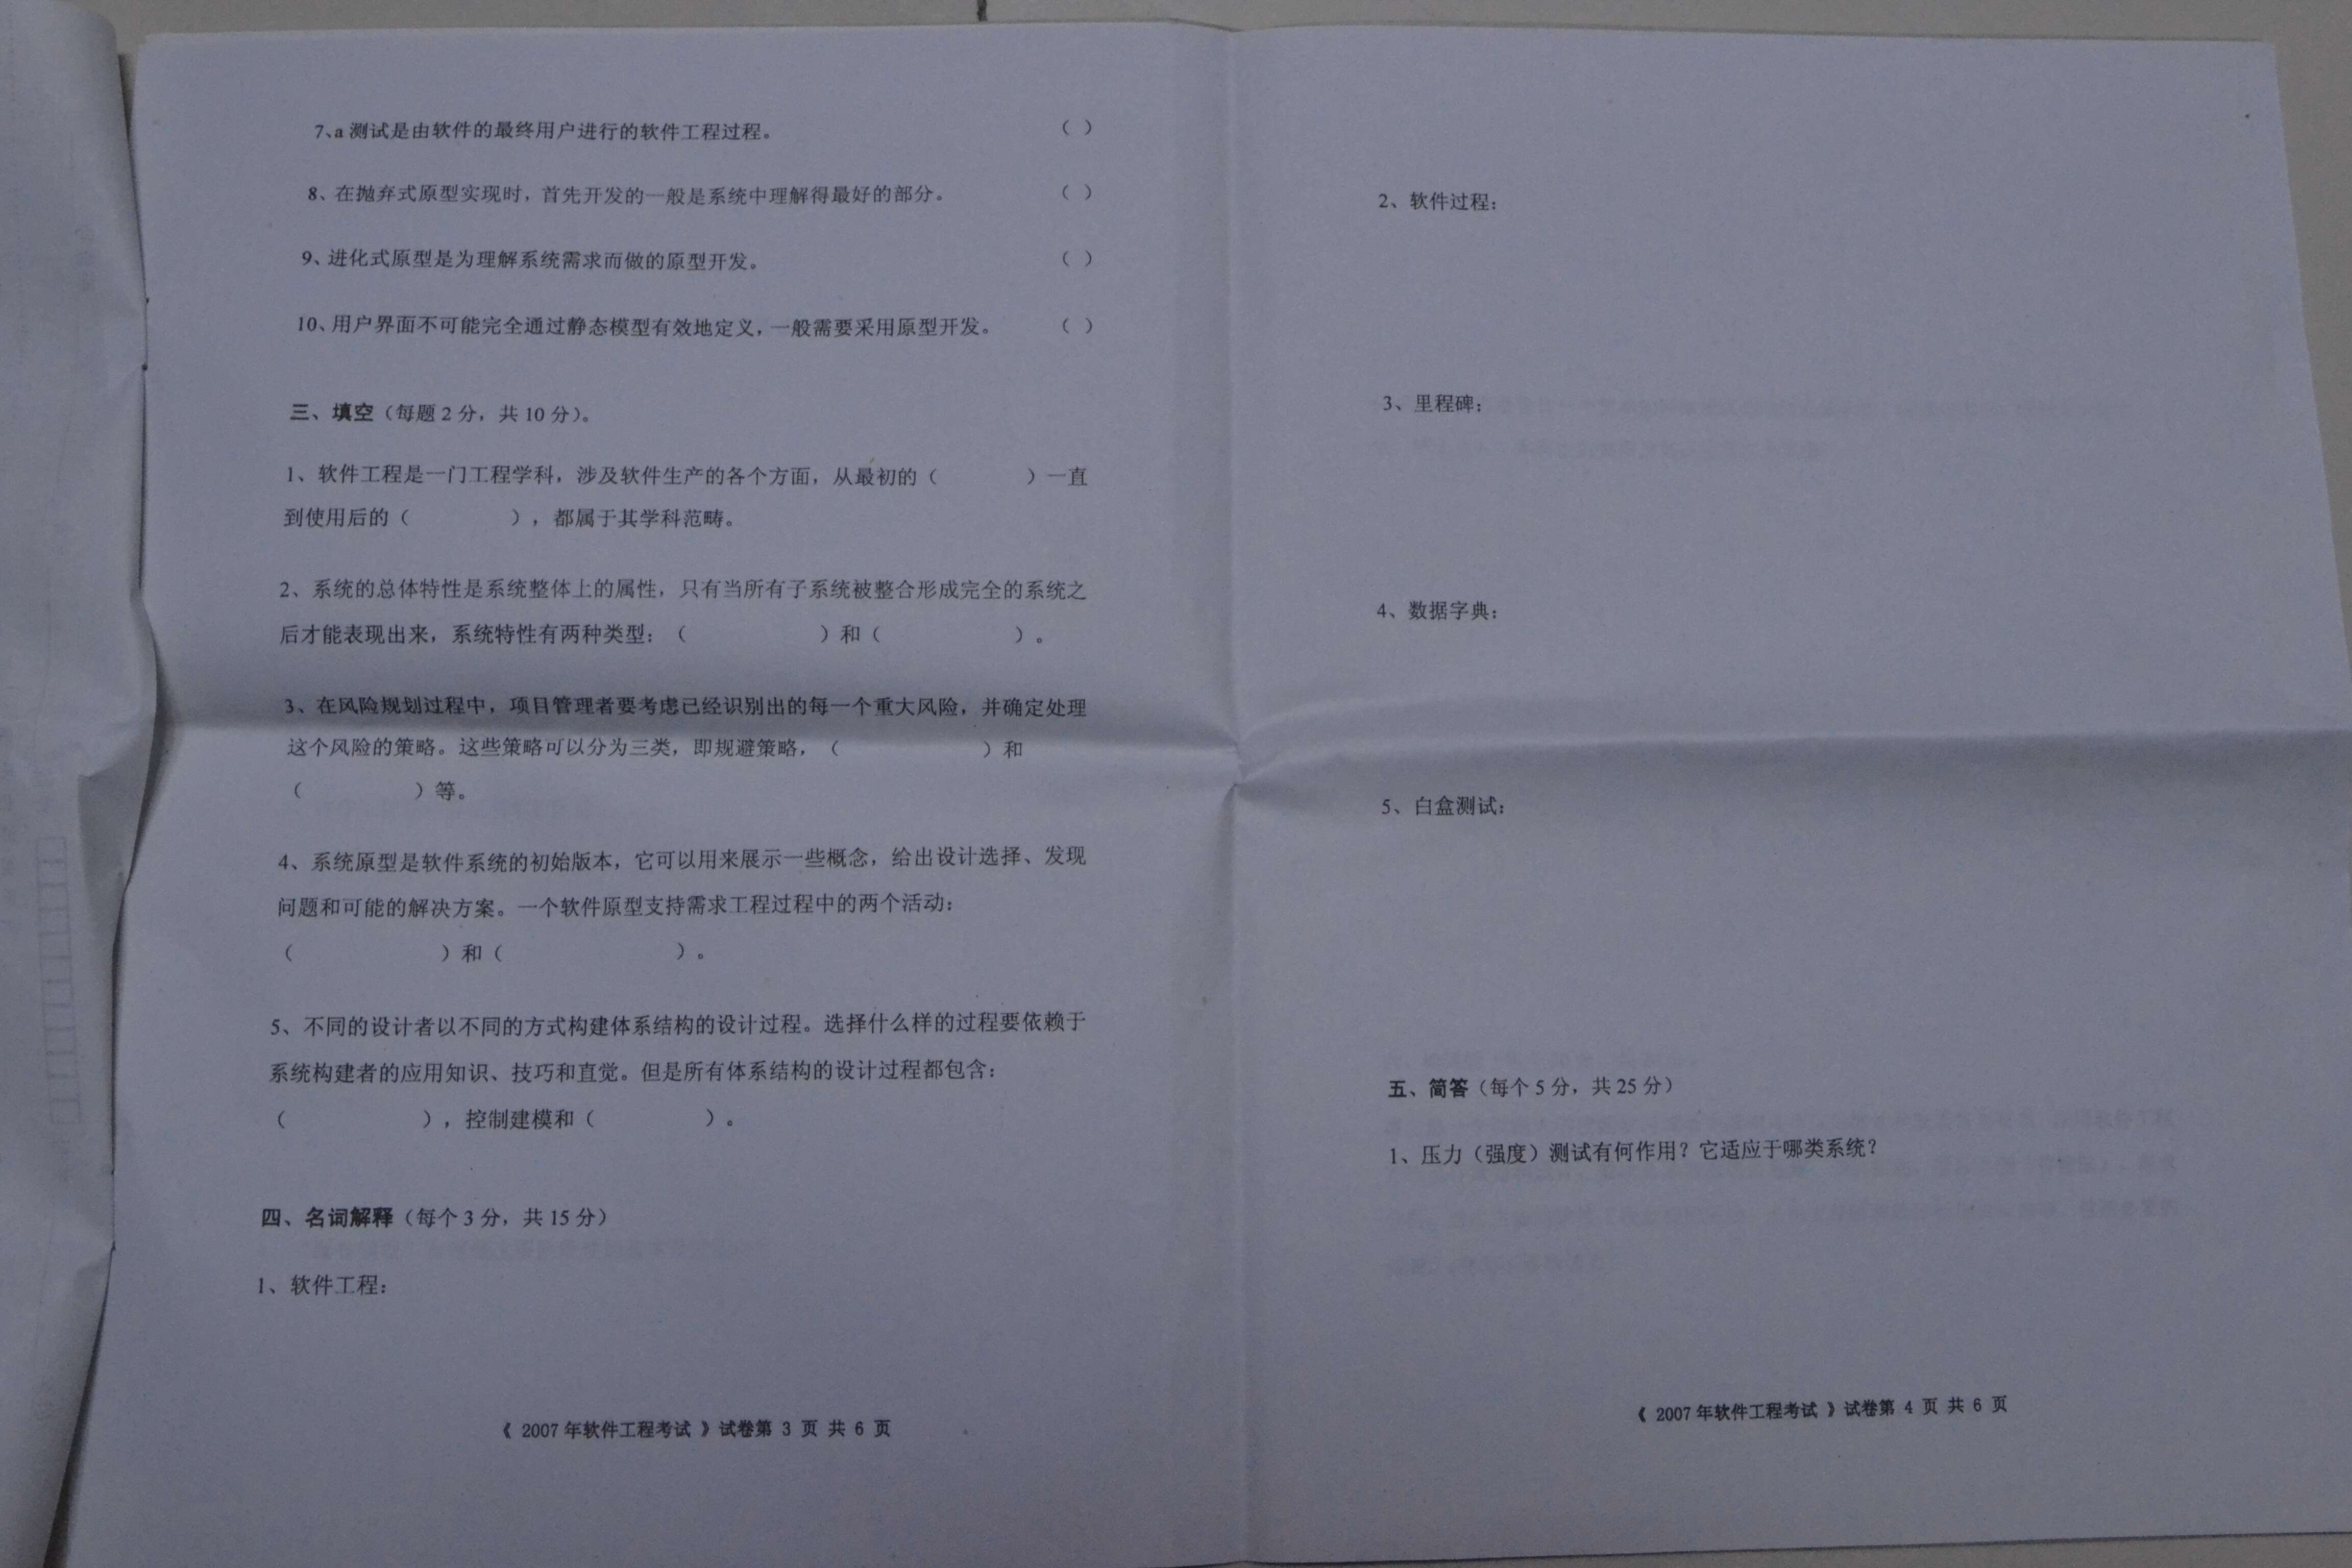 7、a 测试是由软件的最终用户进行的软件工程过程。 （ ）
8、在抛弃式原型实现时，首先开发的一般是系统中理解得最好的部分。 （ ）
9、进化式原型是为理解系统需求而做的原型开发。 （ ）
10、用户界面不可能完全通过静态模型有效地定义，一般需要采用原型开发。 （ ）
三、填空（每题 2 分，共 10 分）。
1、软件工程是一门工程学科，涉及软件生产的各个方面，从最初的（ ）一直
到使用后的（ ），都属于其学科范畴。
2、系统的总体特性是系统整体上的属性，只有当所有子系统被整合形成完全的系统之
后才能表现出来，系统特性有两种类型：（ ）和（ ）。
3、在风险规划过程中，项目管理者要考虑已经识别出的每一个重大风险，并确定处理
这个风险的策略。这些策略可以分为三类，即规避策略，（ ）和
（ ）等。
4、系统原型是软件系统的初始版本，它可以用来展示一些概念，给出设计选择、发现
问题和可能的解决方案。一个软件原型支持需求工程过程中的两个活动：
（ ）和（ ）。
5、不同的设计者以不同的方式构建体系结构的设计过程。选择什么样的过程要依赖于
系统构建者的应用知识、技巧和直觉。但是所有体系结构的设计过程都包含：
（ ），控制建模和（ ）。
四、名词解释（每个 3 分，共 15 分）
1、软件工程：
《 2007 年软件工程考试 》试卷第 3 页 共 6 页
2、软件过程：
3、里程碑：
4、数据字典：
5、白盒测试：
五、简答（每个 5 分，共 25 分）
1、压力（强度）测试有何作用？它适应于哪类系统？
《 2007 年软件工程考试 》试卷第 4 页 共 6 页